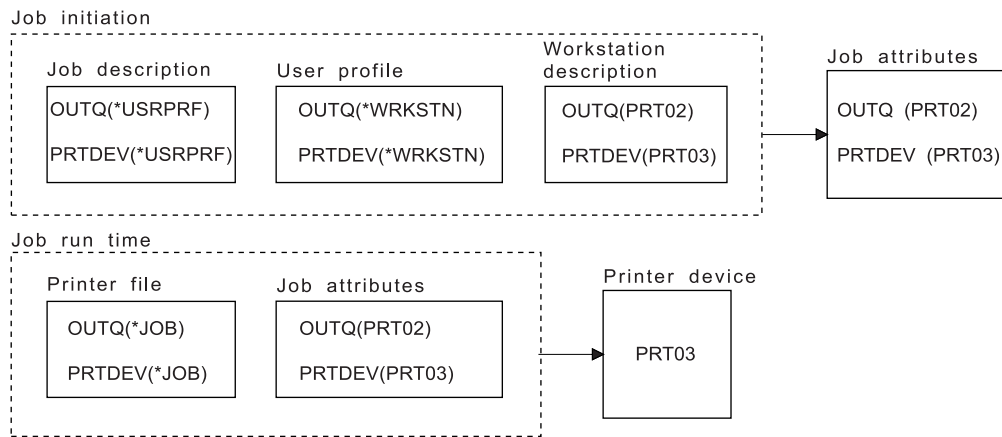 Job initiation
Job description
OUTQ(*USRPRF)
PRTDEV(*USRPRF)
User profile
OUTQ(*WRKSTN)
PRTDEV(*WRKSTN)
Workstation
description
OUTQ(PRT02)
PRTDEV(PRT03)
Job attributes
OUTQ (PRT02)
PRTDEV (PRT03)
Job run time
Printer file
OUTQ(*JOB)
PRTDEV(*JOB)
Job attributes
OUTQ(PRT02)
PRTDEV(PRT03)
Printer device
PRT03